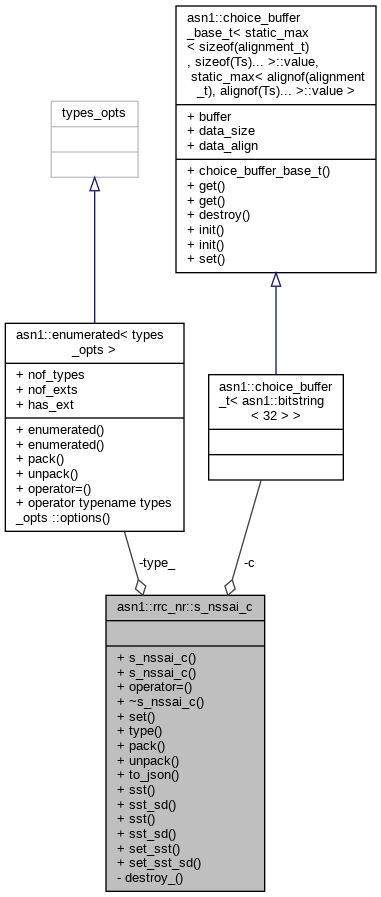 asn1::choice_buffer
_base_t< static_max
< sizeof(alignment_t)
, sizeof(Ts)... >::value,
static_max< alignof(alignment
_t), alignof(Ts)... >::value >
+ buffer
+ data_size
+ data_align
+ choice_buffer_base_t()
+ get()
+ get()
+ destroy()
+ init()
+ init()
+ set()
types_opts
asn1::enumerated< types
_opts >
+ nof_types
+ nof_exts
+ has_ext
+ enumerated()
+ enumerated()
+ pack()
+ unpack()
+ operator=()
+ operator typename types
_opts ::options()
asn1::choice_buffer
_t< asn1::bitstring
< 32 > >
-type_
-c
asn1::rrc_nr::s_nssai_c
+ s_nssai_c()
+ s_nssai_c()
+ operator=()
+ ~s_nssai_c()
+ set()
+ type()
+ pack()
+ unpack()
+ to_json()
+ sst()
+ sst_sd()
+ sst()
+ sst_sd()
+ set_sst()
+ set_sst_sd()
- destroy_()